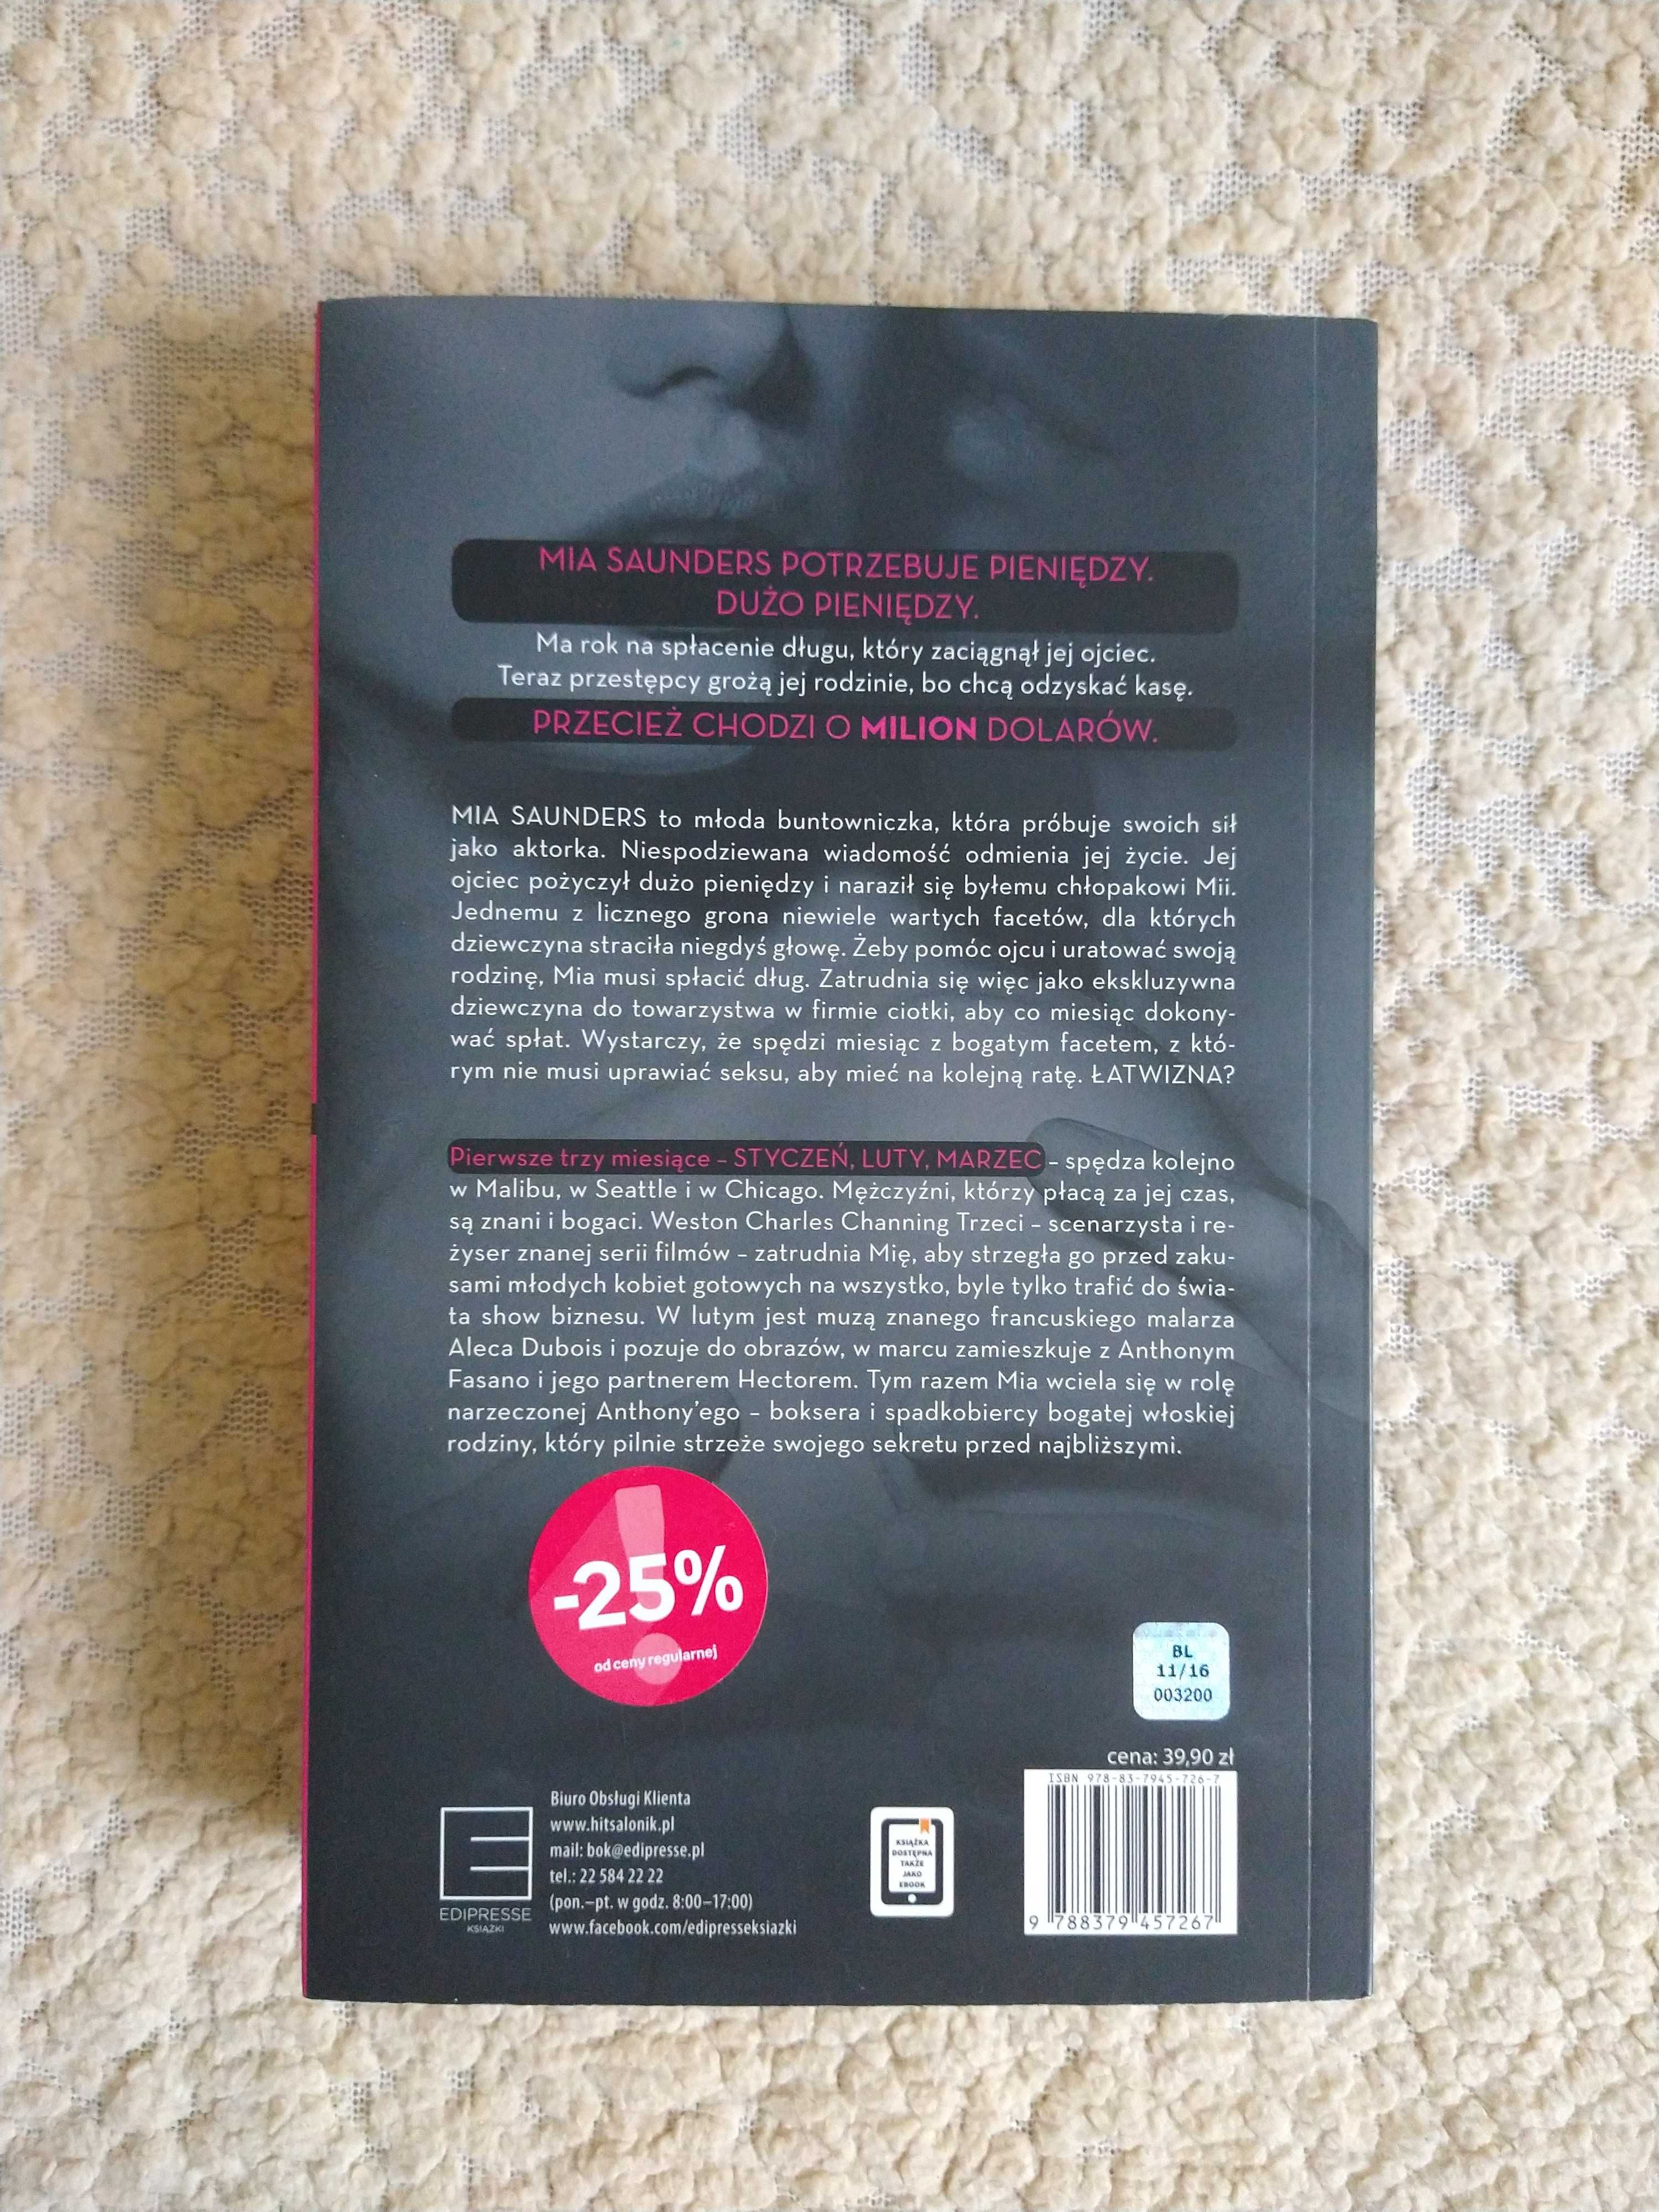 MIA SAUNDERS POTRZEBUJE PIENIĘDZY.
DUŻO PIENIĘDZY.
Ma rok na spłacenie długu, który zaciągnął jej ojciec.
Teraz przestępcy grożą jej rodzinie, bo chcą odzyskać kasę.
PRZECIEŻ CHODZI O MILION DOLARÓW.
MIA SAUNDERS to młoda buntowniczka, która próbuje swoich sił
jako aktorka. Niespodziewana wiadomość odmienia jej życie. Jej
ojciec pożyczył dużo pieniędzy i naraził się byłemu chłopakowi Mii.
Jednemu z licznego grona niewiele wartych facetów, dla których
dziewczyna straciła niegdyś głowę. Żeby pomóc ojcu i uratować swoją
rodzinę, Mia musi spłacić dług. Zatrudnia się więc jako ekskluzywna
dziewczyna do towarzystwa w firmie ciotki, aby co miesiąc dokony-
wać spłat. Wystarczy, że spędzi miesiąc z bogatym facetem, z któ-
rym nie musi uprawiać seksu, aby mieć na kolejną ratę. ŁATWIZNA?
Pierwsze trzy miesiące – STYCZEŃ, LUTY, MARZEC – spędza kolejno
w Malibu, w Seattle i w Chicago. Mężczyźni, którzy płacą za jej czas,
są znani i bogaci. Weston Charles Channing Trzeci – scenarzysta i re-
żyser znanej serii filmów – zatrudnia Mię, aby strzegła go przed zaku-
sami młodych kobiet gotowych na wszystko, byle tylko trafić do świa-
ta show biznesu. W lutym jest muzą znanego francuskiego malarza
Aleca Dubois i pozuje do obrazów, w marcu zamieszkuje z Anthonym
Fasano i jego partnerem Hectorem. Tym razem Mia wciela się w rolę
narzeczonej Anthony'ego – boksera i spadkobiercy bogatej włoskiej
rodziny, który pilnie strzeże swojego sekretu przed najbliższymi.
-25%
od ceny regularnej
BL
11/16
003200
cena: 39,90 zł
ISBN 978-83-7945-726-7
9 788379 457267
EDIPRESSE
KSIĄŻKI
Biuro Obsługi Klienta
www.hitsalonik.pl
mail: bok@edipresse.pl
tel.: 22 584 22 22
(pon.–pt. w godz. 8:00–17:00)
www.facebook.com/edipresseksiazki
KSIĄŻKA
DOSTĘPNA
TAKŻE
JAKO
EBOOK